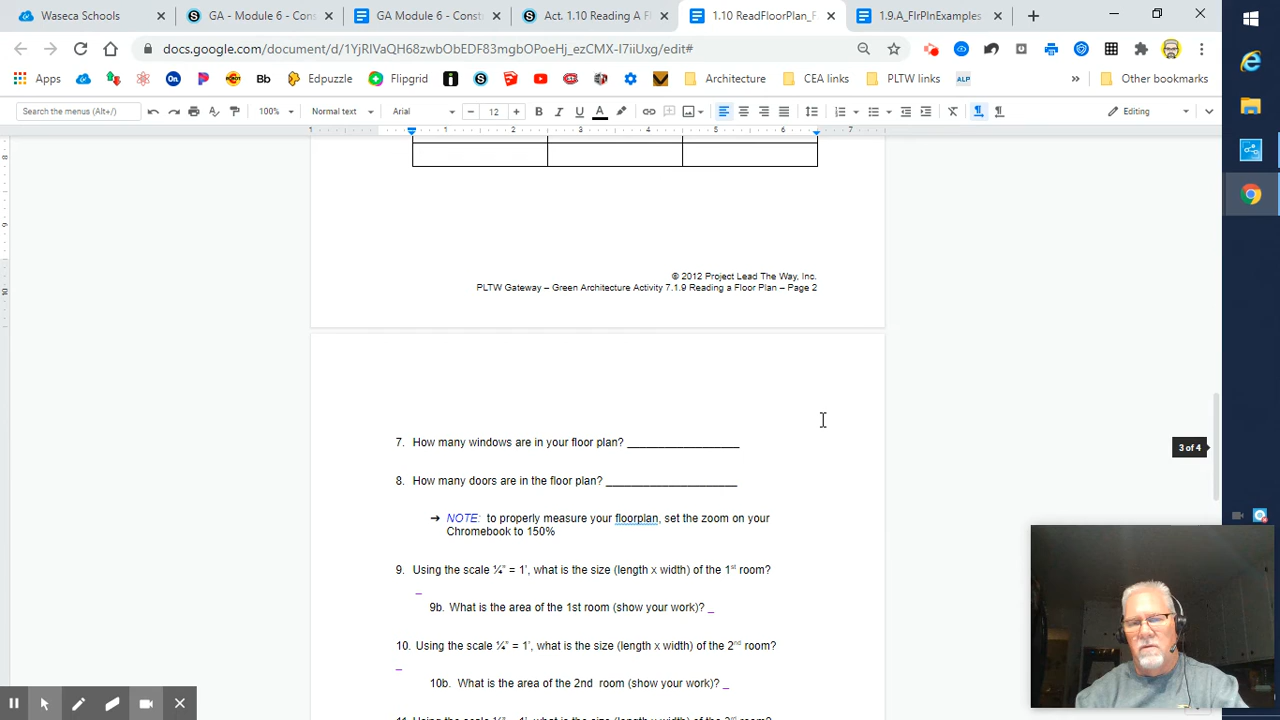 Waseca Schools
GA - Module 6 - Cons
GA Module 6 - Consti
Act. 1.10 Reading A F
1.10 ReadFloorPlan_F
1.9.A_FlrPlnExamples
docs.google.com/document/d/1YjRlVaQH68zwbObEDF83mgbOPoeHj_ezCMX-I7iiUxg/edit#
Apps
Bb
Edpuzzle
Flipgrid
Architecture
CEA links
PLTW links
ALP
Other bookmarks
Search the menus (Alt+/)
100%
Normal text
Arial
12
Editing
© 2012 Project Lead The Way, Inc.
PLTW Gateway – Green Architecture Activity 7.1.9 Reading a Floor Plan – Page 2
7. How many windows are in your floor plan? __________________
3 of 4
8. How many doors are in the floor plan? ____________________
➔ NOTE: to properly measure your floorplan, set the zoom on your
Chromebook to 150%
9. Using the scale ¼" = 1', what is the size (length x width) of the 1st room?
_
9b. What is the area of the 1st room (show your work)? _
10. Using the scale ¼" = 1', what is the size (length x width) of the 2nd room?
_
10b. What is the area of the 2nd room (show your work)? _